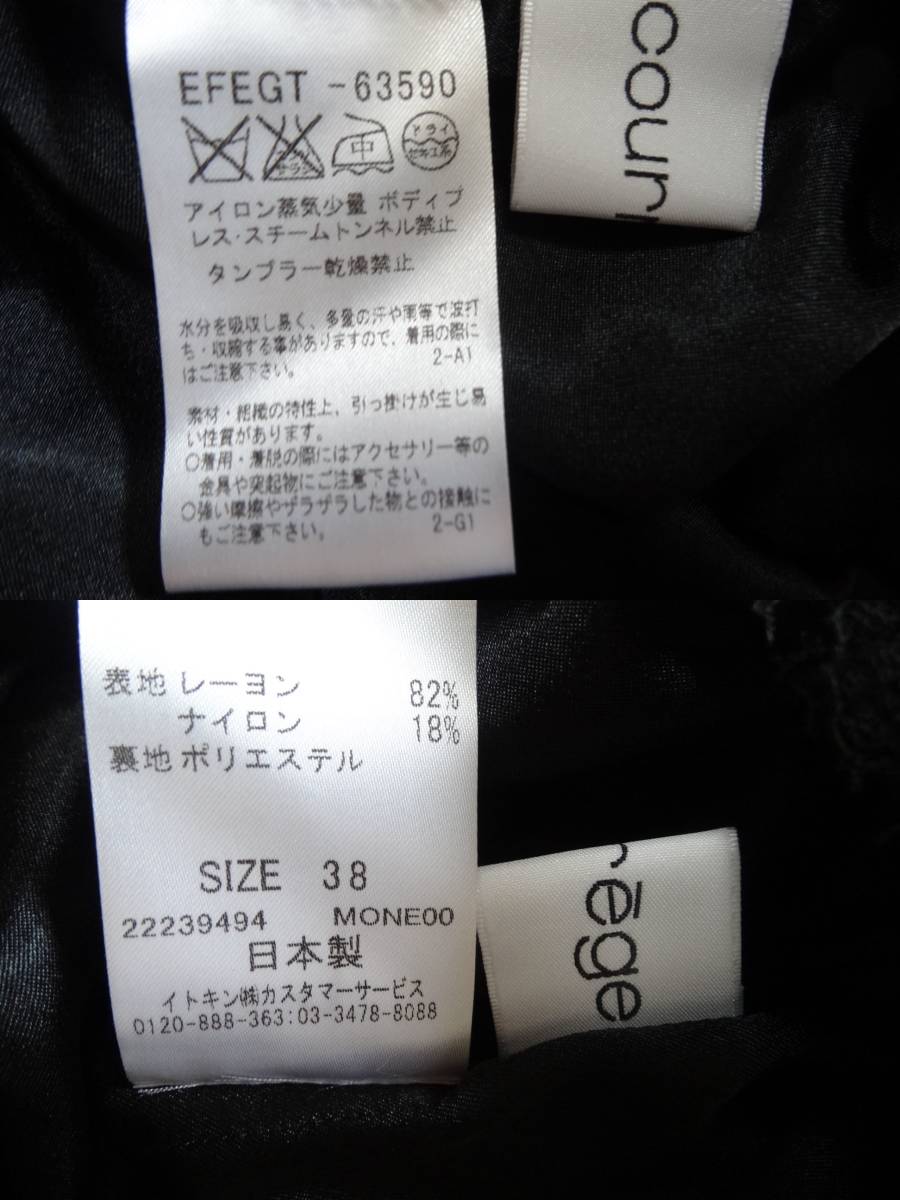 EFEGT -63590
エンソ サラシ 中 ドライ セキユ系
アイロン蒸気少量 ボディプ
レス・スチームトンネル禁止
タンブラー乾燥禁止
水分を吸収し易く、多量の汗や雨等で波打
ち・収縮する事がありますので、着用の際に
はご注意下さい。 2-A1
素材・組織の特性上、引っ掛けが生じ易
い性質があります。
○着用・着脱の際にはアクセサリー等の
金具や突起物にご注意下さい。
○強い摩擦やザラザラした物との接触に
もご注意下さい。 2-G1
cour
表地 レーヨン 82%
ナイロン 18%
裏地 ポリエステル
SIZE 38
22239494 MONE00
日本製
イトキン㈱カスタマーサービス
0120-888-363:03-3478-8088
rēge